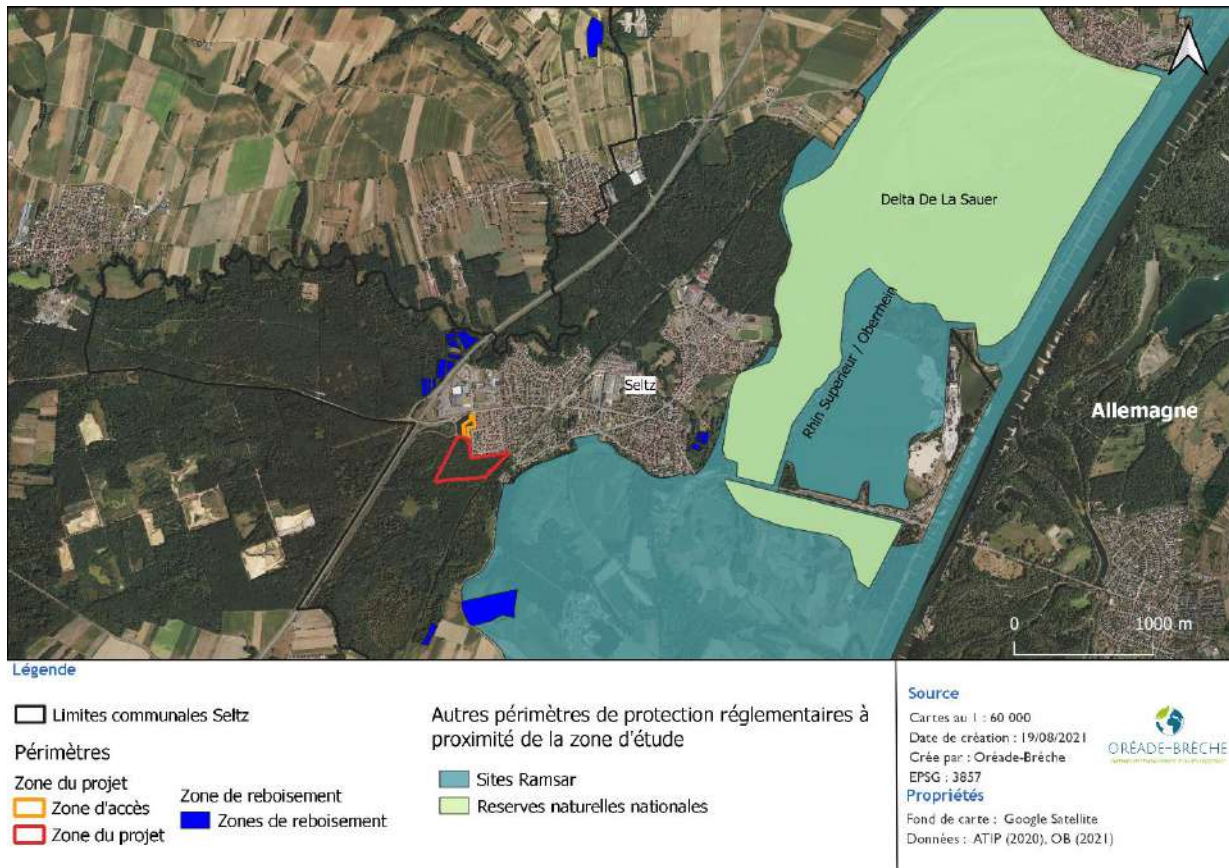 Delta De La Sauer
Rhin Superieur / Oberrhein
Seltz
Allemagne
0 1000 m
Légende
Limites communales Seltz
Périmètres
Zone du projet
Zone d'accès
Zone du projet
Zone de reboisement
Zones de reboisement
Autres périmètres de protection réglementaires à
proximité de la zone d'étude
Sites Ramsar
Reserves naturelles nationales
Source
Cartes au 1 : 60 000
Date de création : 19/08/2021
Crée par : Oréade-Brèche
EPSG : 3857
Propriétés
Fond de carte : Google Satellite
Données : ATIP (2020), OB (2021)
ORÉADE-BRÈCHE